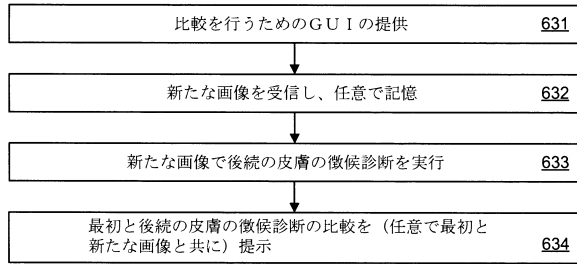 比較を行うためのGUIの提供 631
新たな画像を受信し、任意で記憶 632
新たな画像で後続の皮膚の徴候診断を実行 633
最初と後続の皮膚の徴候診断の比較を（任意で最初と
新たな画像と共に）提示 634